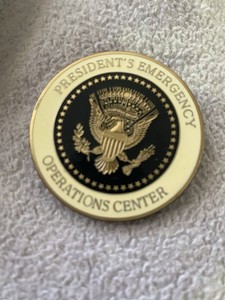 PRESIDENT'S EMERGENCY
OPERATIONS CENTER